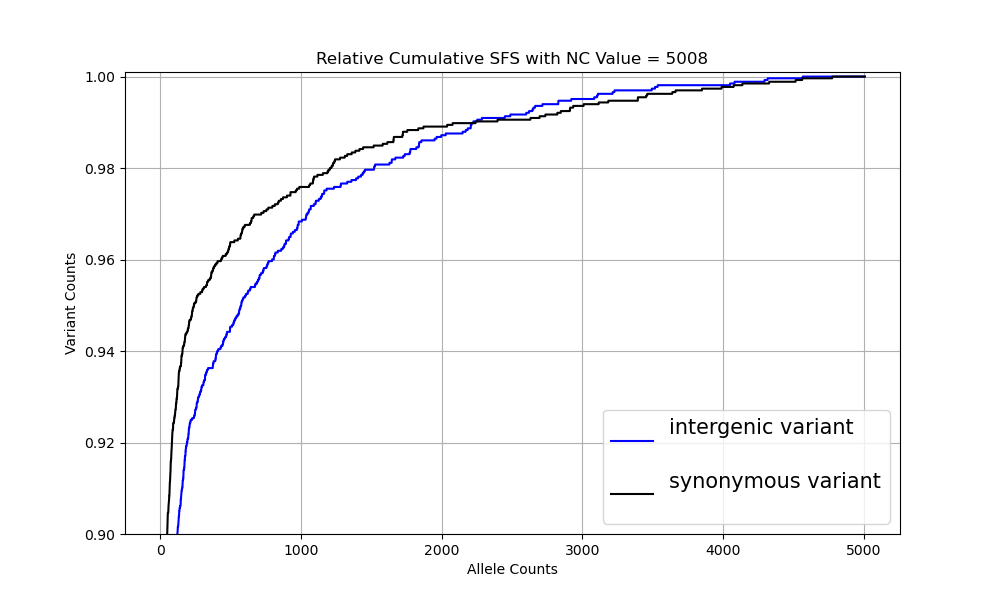 Relative Cumulative SFS with NC Value = 5008
1.00
0.98
0.96
0.94
0.92
0.90
Variant Counts
intergenic variant
synonymous variant
0 1000 2000 3000 4000 5000
Allele Counts